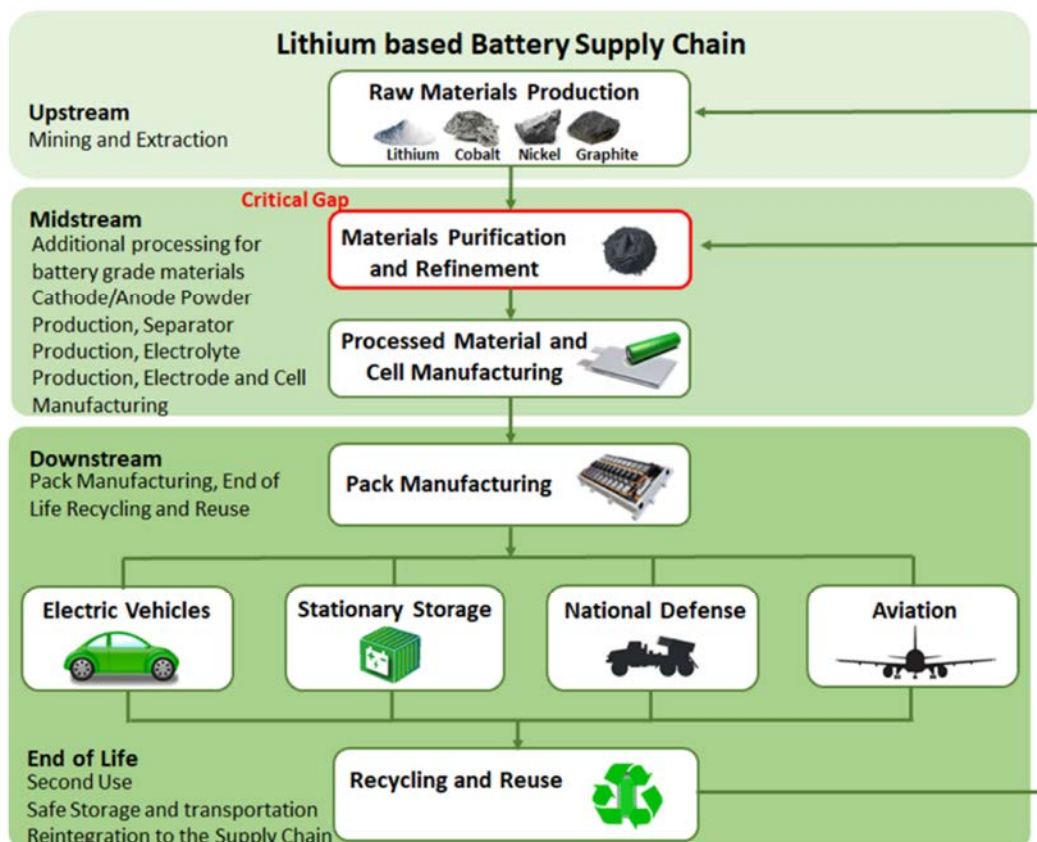 Lithium based Battery Supply Chain
Raw Materials Production
Lithium Cobalt Nickel Graphite
Upstream
Mining and Extraction
Critical Gap
Midstream
Additional processing for
battery grade materials
Cathode/Anode Powder
Production, Separator
Production, Electrolyte
Production, Electrode and Cell
Manufacturing
Materials Purification
and Refinement
Processed Material and
Cell Manufacturing
Downstream
Pack Manufacturing, End of
Life Recycling and Reuse
Pack Manufacturing
Electric Vehicles
Stationary Storage
National Defense
Aviation
End of Life
Second Use
Safe Storage and transportation
Reintegration to the Supply Chain
Recycling and Reuse